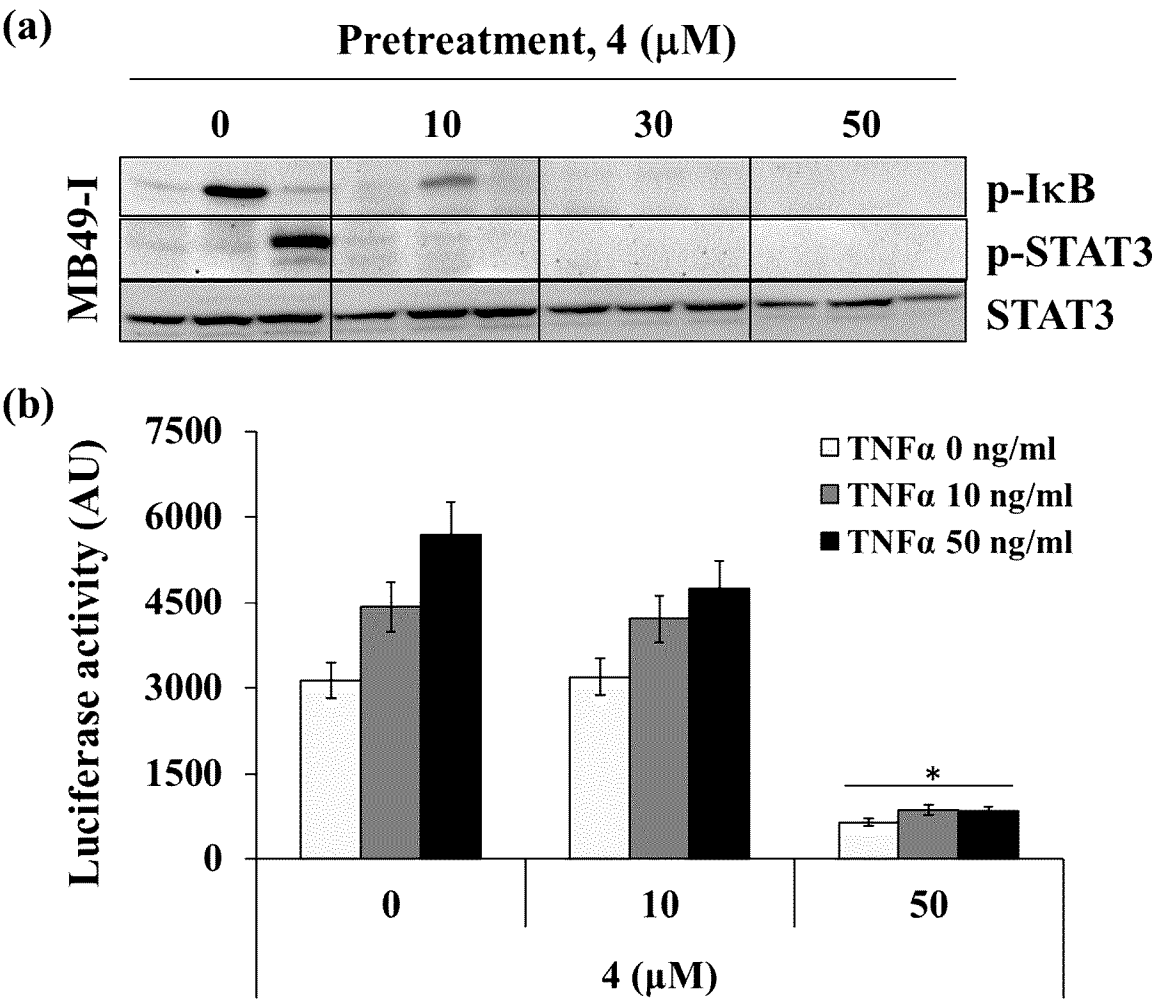 (a)
Pretreatment, 4 (μM)
0 10 30 50
MB49-I
p-IκB
p-STAT3
STAT3
(b)
Luciferase activity (AU)
7500
6000
4500
3000
1500
0
TNFα 0 ng/ml
TNFα 10 ng/ml
TNFα 50 ng/ml
*
0 10 50
4 (μM)